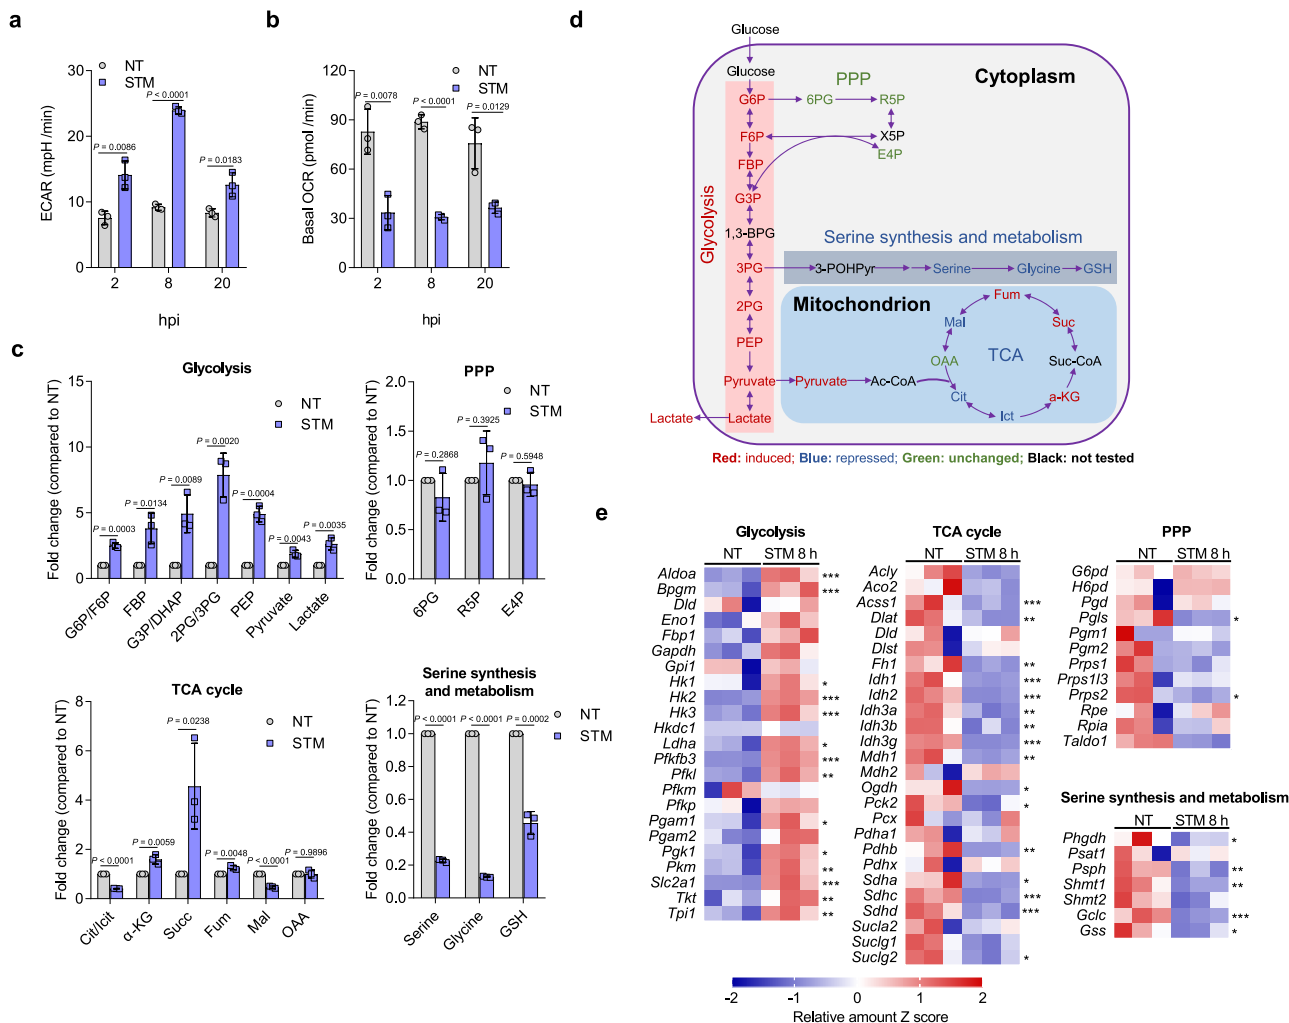 a
ECAR (mpH /min)
30
20
10
0
NT
STM
P = 0.0086
P < 0.0001
P = 0.0183
2 8 20
hpi
b
Basal OCR (pmol /min)
120
90
60
30
0
NT
STM
P = 0.0078
P < 0.0001
P = 0.0129
2 8 20
hpi
c
Glycolysis
Fold change (compared to NT)
15
10
5
0
NT
STM
P = 0.0003
P = 0.0134
P = 0.0089
P = 0.0020
P = 0.0004
P = 0.0043
P = 0.0035
G6P/F6P
FBP
G3P/DHAP
2PG/3PG
PEP
Pyruvate
Lactate
PPP
Fold change (compared to NT)
2.0
1.5
1.0
0.5
0.0
NT
STM
P = 0.2868
P = 0.3925
P = 0.5948
6PG
R5P
E4P
TCA cycle
Fold change (compared to NT)
8
6
4
2
1
0
NT
STM
P < 0.0001
P = 0.0059
P = 0.0238
P = 0.0048
P < 0.0001
P = 0.9896
Cit/Icit
α-KG
Succ
Fum
Mal
OAA
Serine synthesis
and metabolism
Fold change (compared to NT)
1.2
1.0
0.8
0.6
0.4
0.2
0.0
NT
STM
P < 0.0001
P < 0.0001
P = 0.0002
Serine
Glycine
GSH
d
Glucose
Cytoplasm
Glucose
PPP
G6P
6PG
R5P
F6P
X5P
E4P
FBP
G3P
Glycolysis
1,3-BPG
Serine synthesis and metabolism
3PG
3-POHPyr
Serine
Glycine
GSH
Mitochondrion
2PG
Fum
Mal
Suc
PEP
OAA
TCA
Suc-CoA
Pyruvate
Pyruvate
Ac-CoA
Cit
a-KG
Ict
Lactate
Lactate
Red: induced; Blue: repressed; Green: unchanged; Black: not tested
e
Glycolysis
NT STM 8 h
Aldoa ***
Bpgm ***
Dld
Eno1
Fbp1
Gapdh
Gpi1
Hk1 *
Hk2 ***
Hk3 ***
Hkdc1
Ldha *
Pfkfb3 ***
Pfkl **
Pfkm
Pfkp
Pgam1 *
Pgam2
Pgk1 *
Pkm **
Slc2a1 ***
Tkt **
Tpi1 **
TCA cycle
NT STM 8 h
Acly
Aco2
Acss1 ***
Dlat **
Dld
Dlst
Fh1 **
Idh1 ***
Idh2 ***
Idh3a **
Idh3b **
Idh3g ***
Mdh1 **
Mdh2
Ogdh *
Pck2 *
Pcx
Pdha1
Pdhb **
Pdhx
Sdha *
Sdhc ***
Sdhd ***
Sucla2
Suclg1
Suclg2 *
PPP
NT STM 8 h
G6pd
H6pd
Pgd
Pgls *
Pgm1
Pgm2
Prps1
Prps1l3
Prps2 *
Rpe
Rpia
Taldo1
Serine synthesis and metabolism
NT STM 8 h
Phgdh *
Psat1
Psph **
Shmt1 **
Shmt2
Gclc ***
Gss *
-2 -1 0 1 2
Relative amount Z score